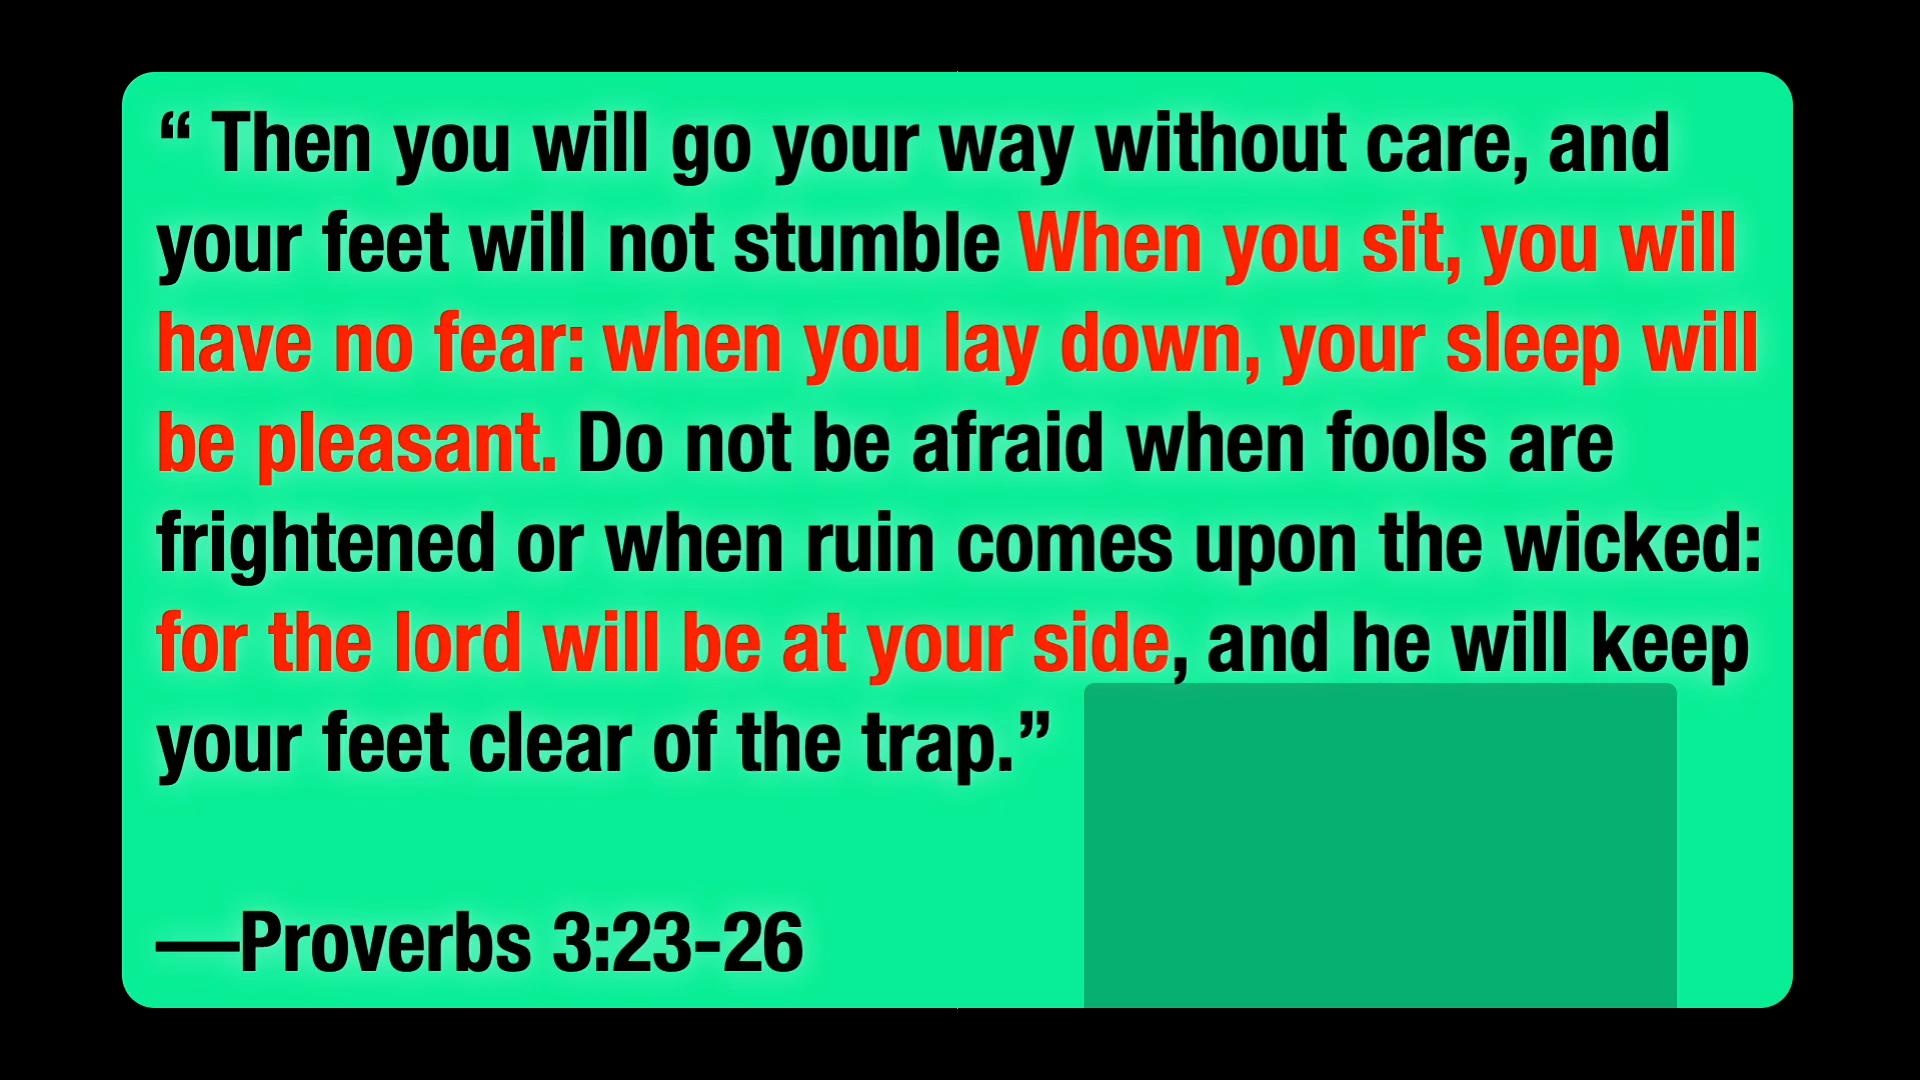 “ Then you will go your way without care, and
your feet will not stumble When you sit, you will
have no fear: when you lay down, your sleep will
be pleasant. Do not be afraid when fools are
frightened or when ruin comes upon the wicked:
for the lord will be at your side, and he will keep
your feet clear of the trap.”
—Proverbs 3:23-26